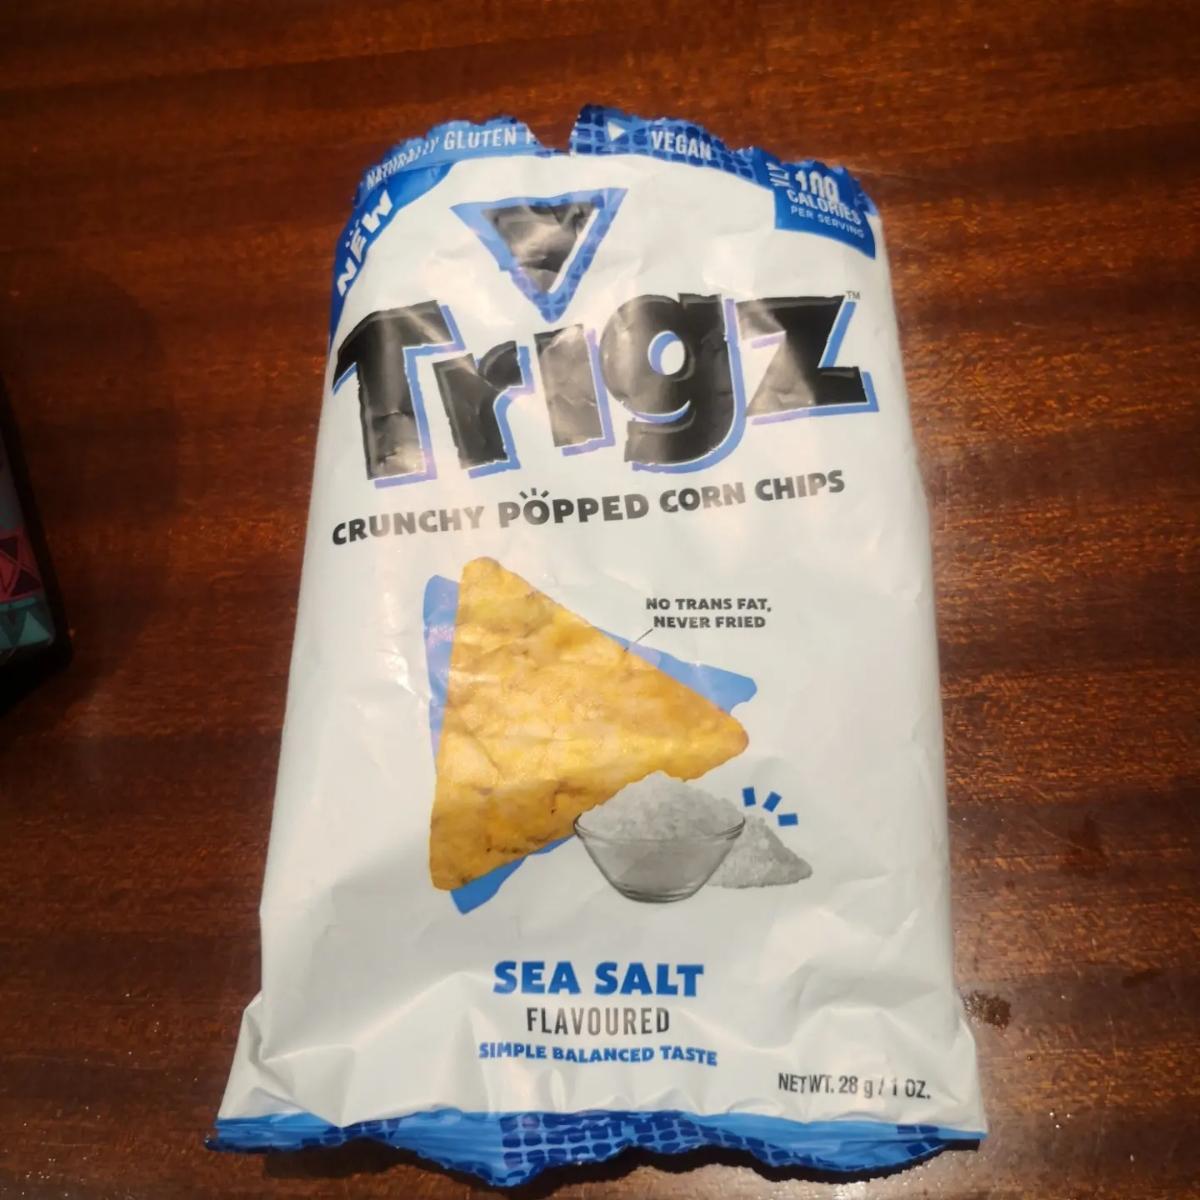 NATURALLY GLUTEN
VEGAN
100
CALORIES
PER SERVING
NEW
Trigz™
CRUNCHY POPPED CORN CHIPS
NO TRANS FAT,
NEVER FRIED
SEA SALT
FLAVOURED
SIMPLE BALANCED TASTE
NET WT. 28 g / 1 OZ.